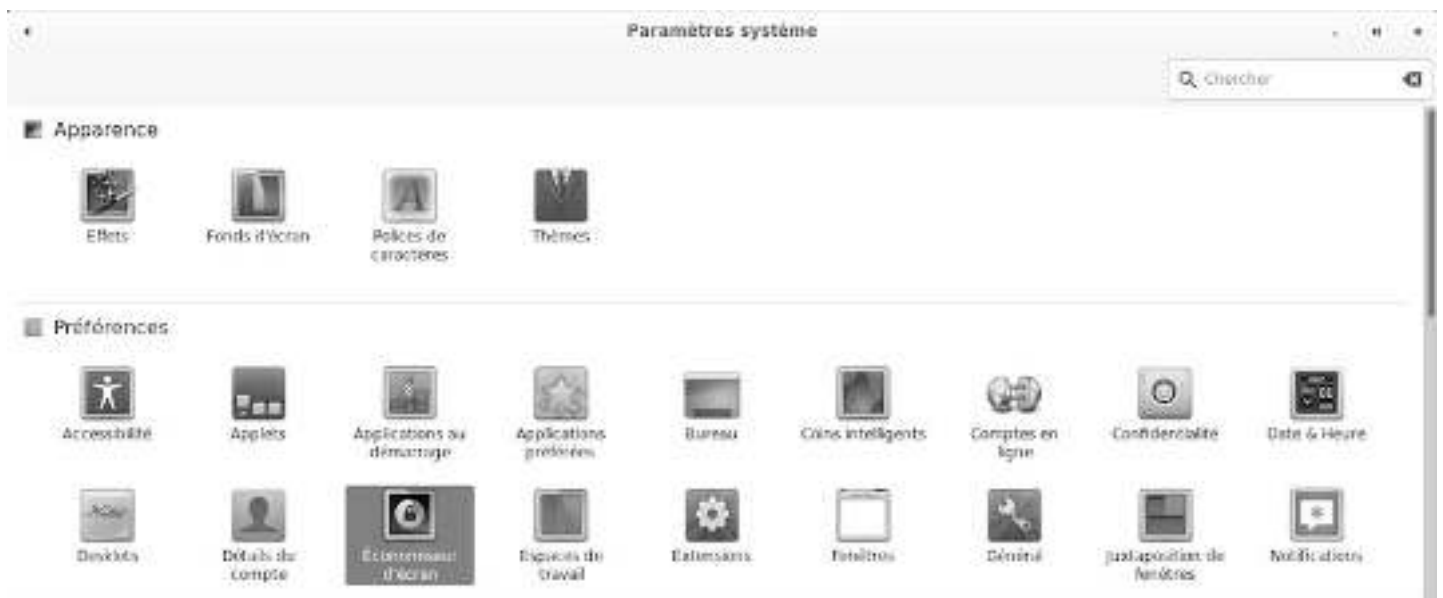 Paramètres système
Chercher
Apparence
Effets
Fonds d'écran
Polices de
caractères
Thèmes
Préférences
Accessibilité
Applets
Applications au
démarrage
Applications
préférées
Bureau
Coins intelligents
Comptes en
ligne
Confidentialité
Date & Heure
Desklets
Détails du
compte
Économiseur
d'écran
Espaces de
travail
Extensions
Fenêtres
Général
Juxtaposition de
fenêtres
Notifications